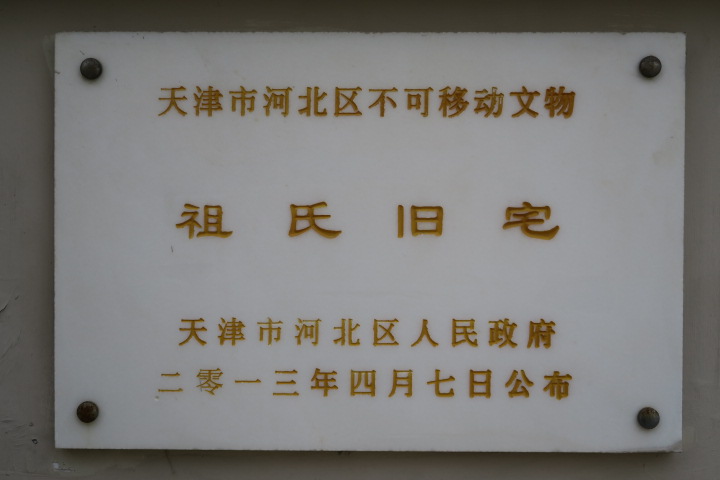 天津市河北区不可移动文物
祖氏旧宅
天津市河北区人民政府
二零一三年四月七日公布